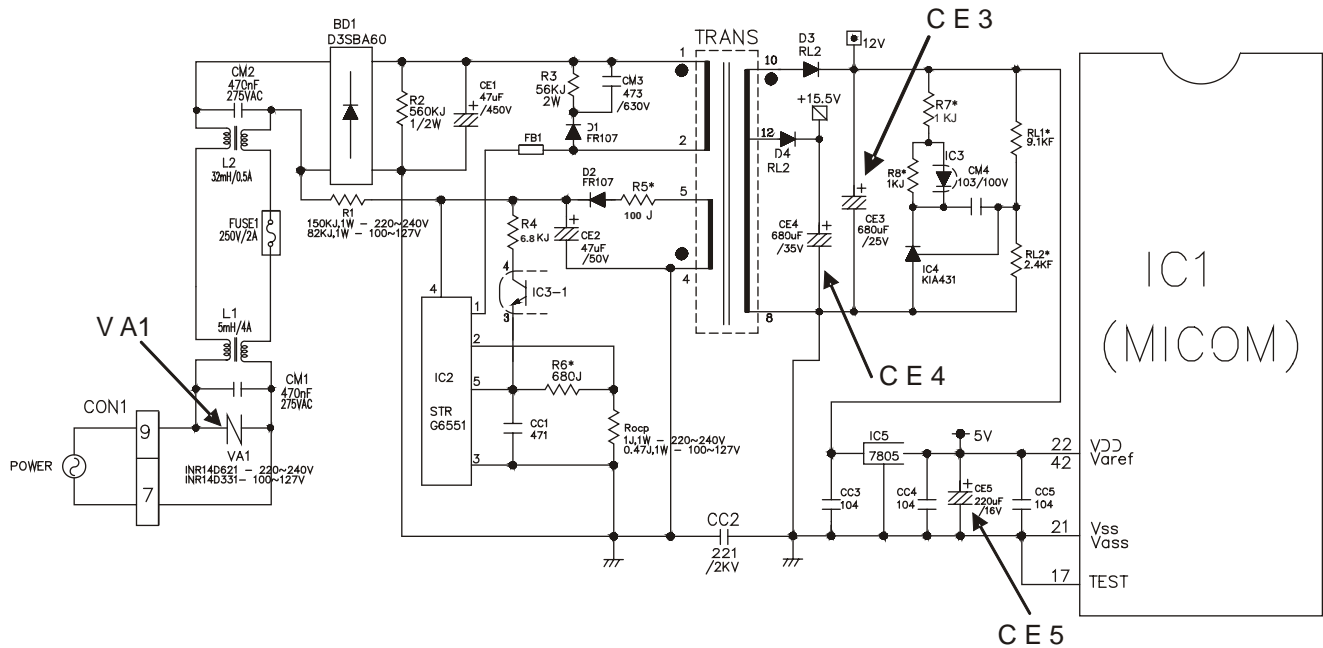 CE3
BD1
D3SBA60
TRANS
D3
RL2
12V
CM2
470nF
275VAC
1
10
R3
56KJ
2W
CM3
473
/630V
CE1
47uF
/450V
R2
560KJ
1/2W
+15.5V
R7*
1 KJ
D1
FR107
FB1
2
12
D4
RL2
RL1*
9.1KF
IC3
R8*
1KJ
CM4
103/100V
L2
32mH/0.5A
D2
FR107
R5*
100 J
5
R1
150KJ,1W - 220~240V
82KJ,1W - 100~127V
FUSE1
250V/2A
R4
6.8 KJ
CE2
47uF
/50V
CE4
680uF
/35V
CE3
680uF
/25V
RL2*
2.4KF
IC4
KIA431
IC1
(MICOM)
4
4
4
IC3-1
3
1
8
VA1
L1
5mH/4A
2
IC2
STR
G6551
5
R6*
680J
CE4
CM1
470nF
275VAC
CON1
9
7
POWER
VA1
INR14D621 - 220~240V
INR14D331- 100~127V
CC1
471
Rocp
1J,1W - 220~240V
0.47J,1W - 100~127V
3
IC5
7805
5V
22
42
VDD
Varef
CC3
104
CC4
104
CE5
220uF
/16V
CC5
104
CC2
221
/2KV
21
Vss
Vass
17
TEST
CE5